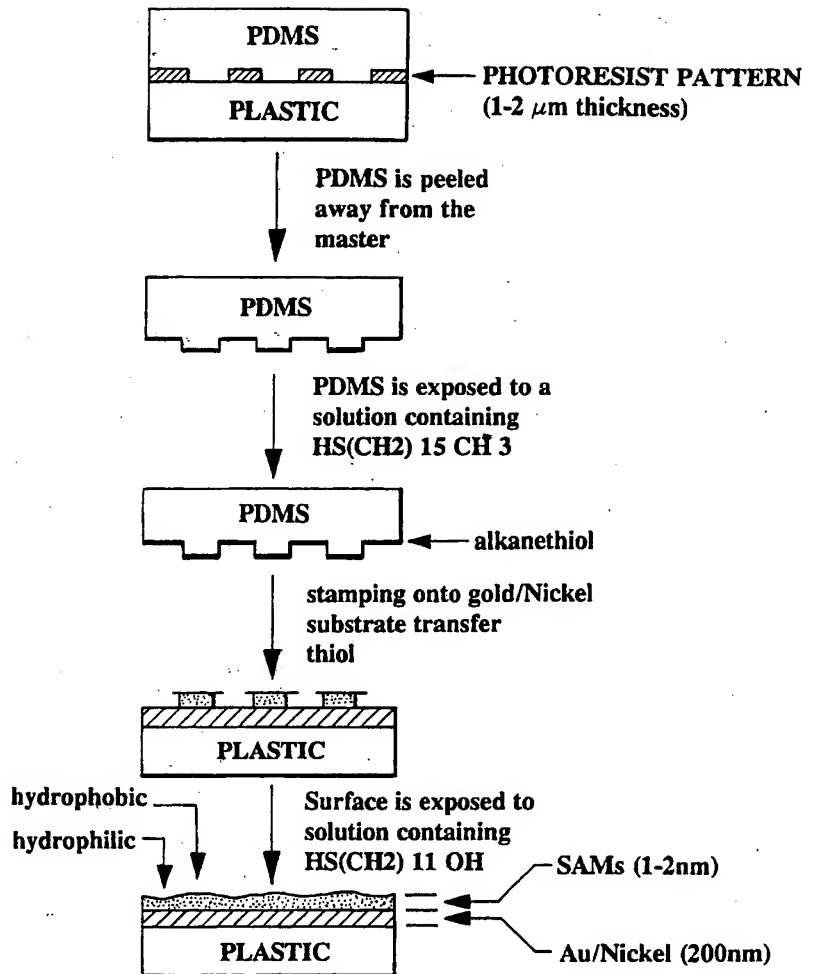 PDMS
PHOTORESIST PATTERN
(1-2 μm thickness)
PLASTIC
PDMS is peeled
away from the
master
PDMS
PDMS is exposed to a
solution containing
HS(CH2) 15 CH 3
PDMS
alkanethiol
stamping onto gold/Nickel
substrate transfer
thiol
PLASTIC
hydrophobic
hydrophilic
Surface is exposed to
solution containing
HS(CH2) 11 OH
SAMs (1-2nm)
PLASTIC
Au/Nickel (200nm)